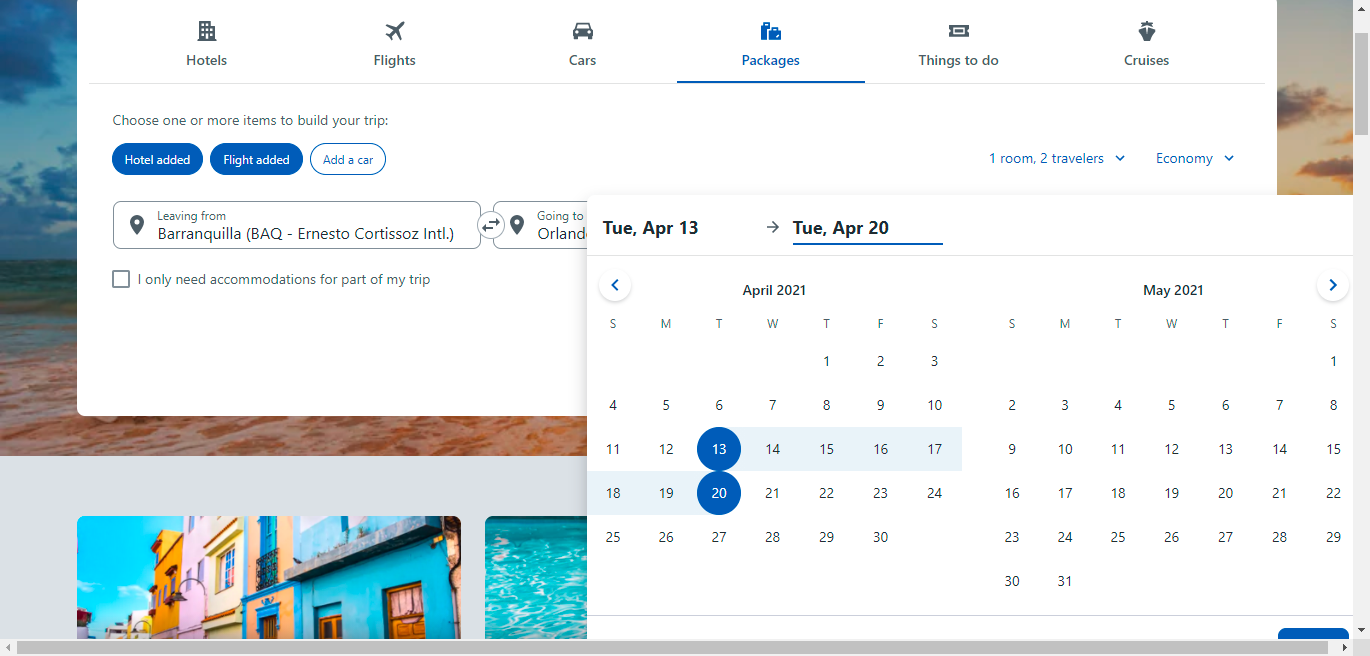 Hotels
Flights
Cars
Packages
Things to do
Cruises
Choose one or more items to build your trip:
Hotel added
Flight added
Add a car
1 room, 2 travelers
Economy
Leaving from
Barranquilla (BAQ - Ernesto Cortissoz Intl.)
Going to
I only need accommodations for part of my trip
Tue, Apr 13
Tue, Apr 20
April 2021
S M T W T F S
1 2 3
4 5 6 7 8 9 10
11 12 13 14 15 16 17
18 19 20 21 22 23 24
25 26 27 28 29 30
May 2021
S M T W T F S
1
2 3 4 5 6 7 8
9 10 11 12 13 14 15
16 17 18 19 20 21 22
23 24 25 26 27 28 29
30 31